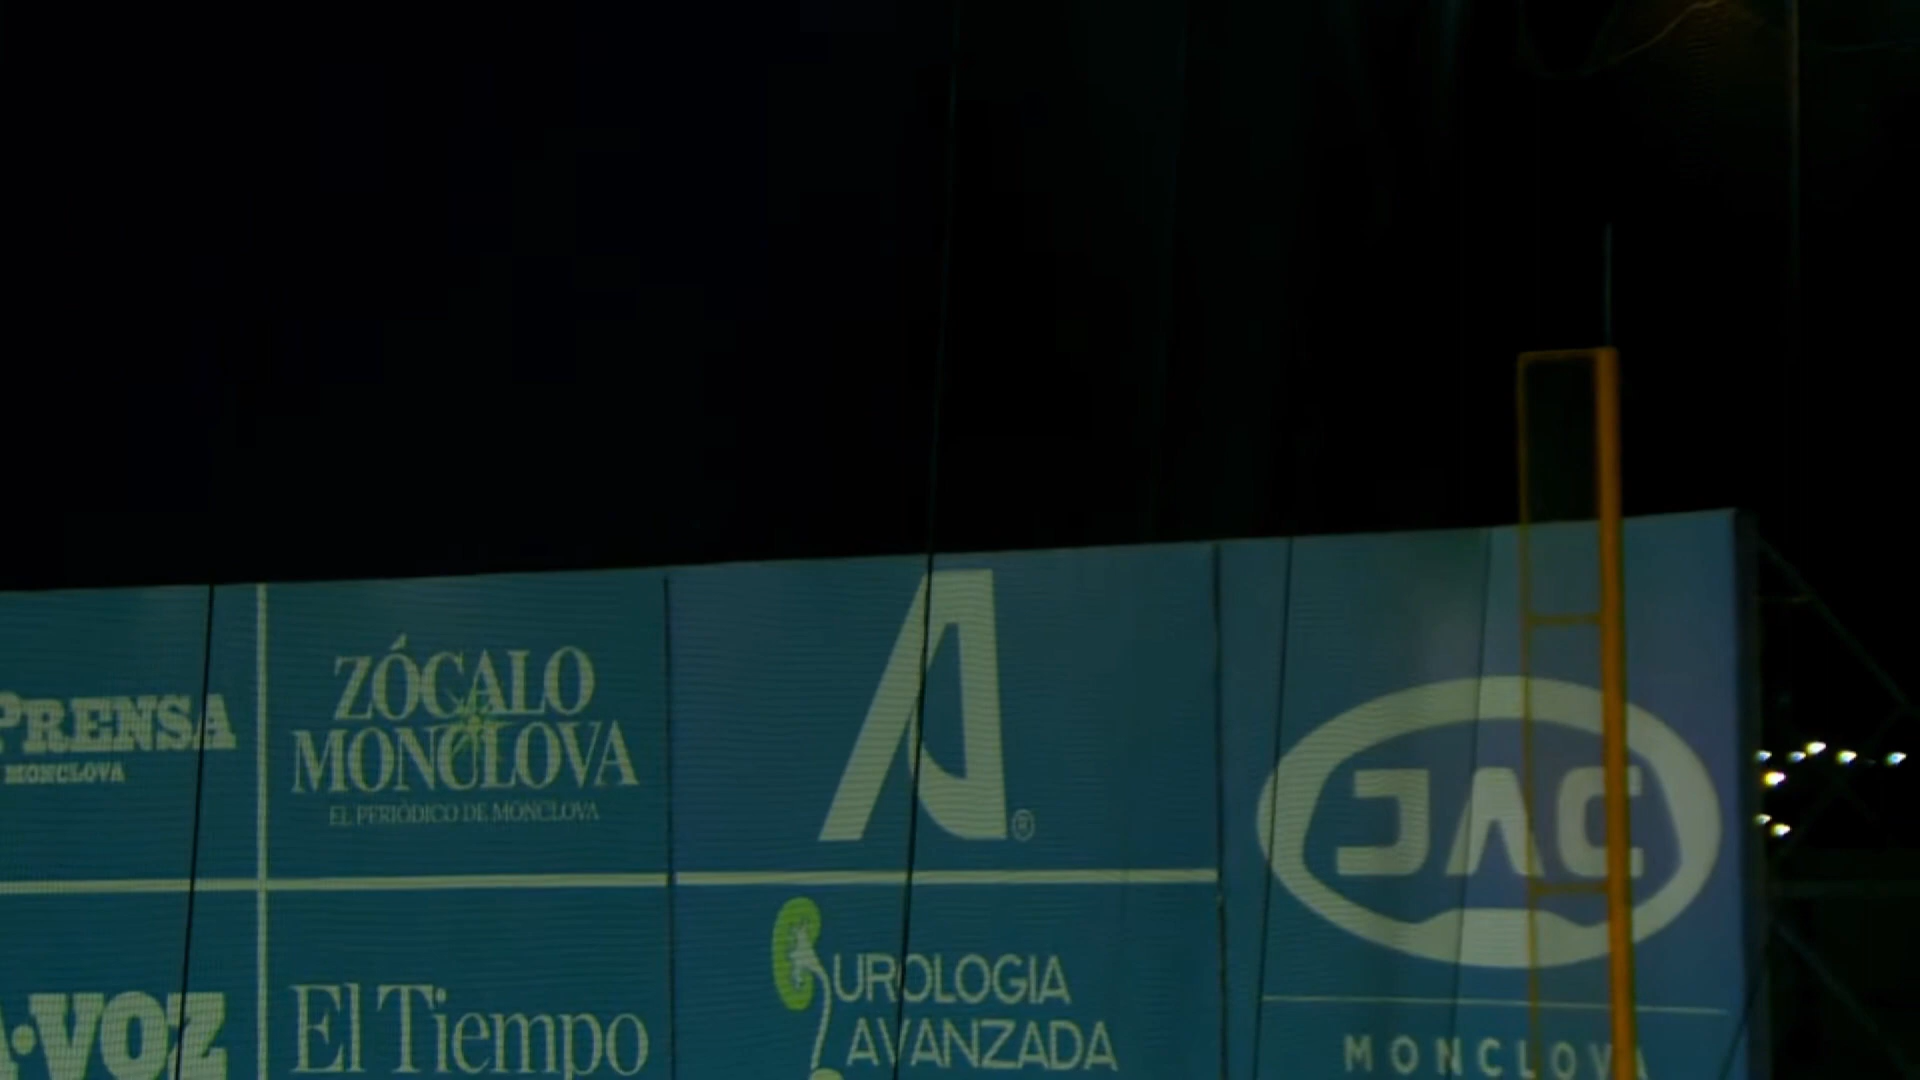 PRENSA
MONCLOVA
ZÓCALO
MONCLOVA
EL PERIÓDICO DE MONCLOVA
A®
JAC
MONCLOVA
VOZ
El Tiempo
UROLOGIA
AVANZADA